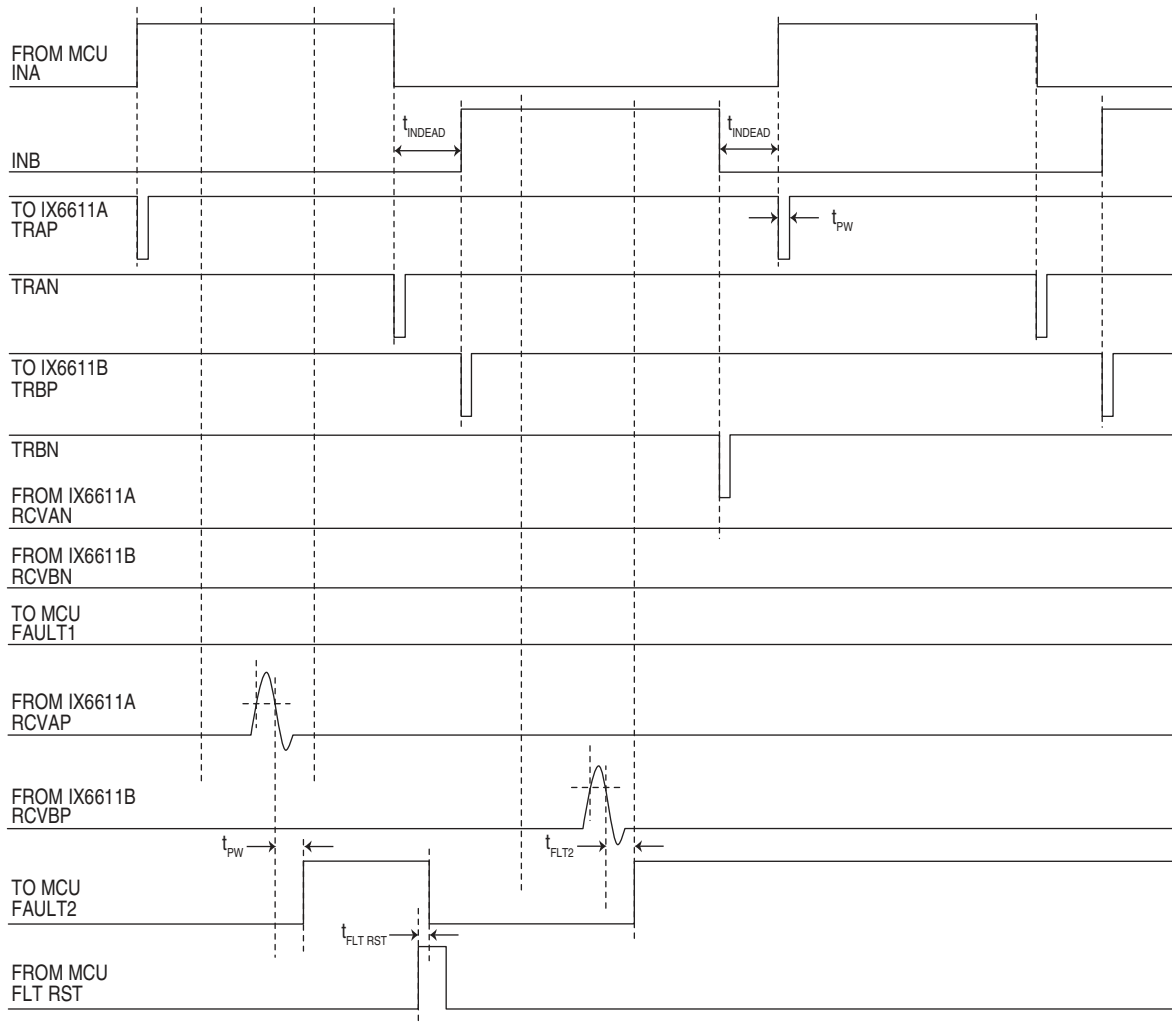 FROM MCU
INA
tINDEAD
tINDEAD
INB
TO IX6611A
TRAP
tPW
TRAN
TO IX6611B
TRBP
TRBN
FROM IX6611A
RCVAN
FROM IX6611B
RCVBN
TO MCU
FAULT1
FROM IX6611A
RCVAP
FROM IX6611B
RCVBP
tPW
tFLT2
TO MCU
FAULT2
tFLT RST
FROM MCU
FLT RST